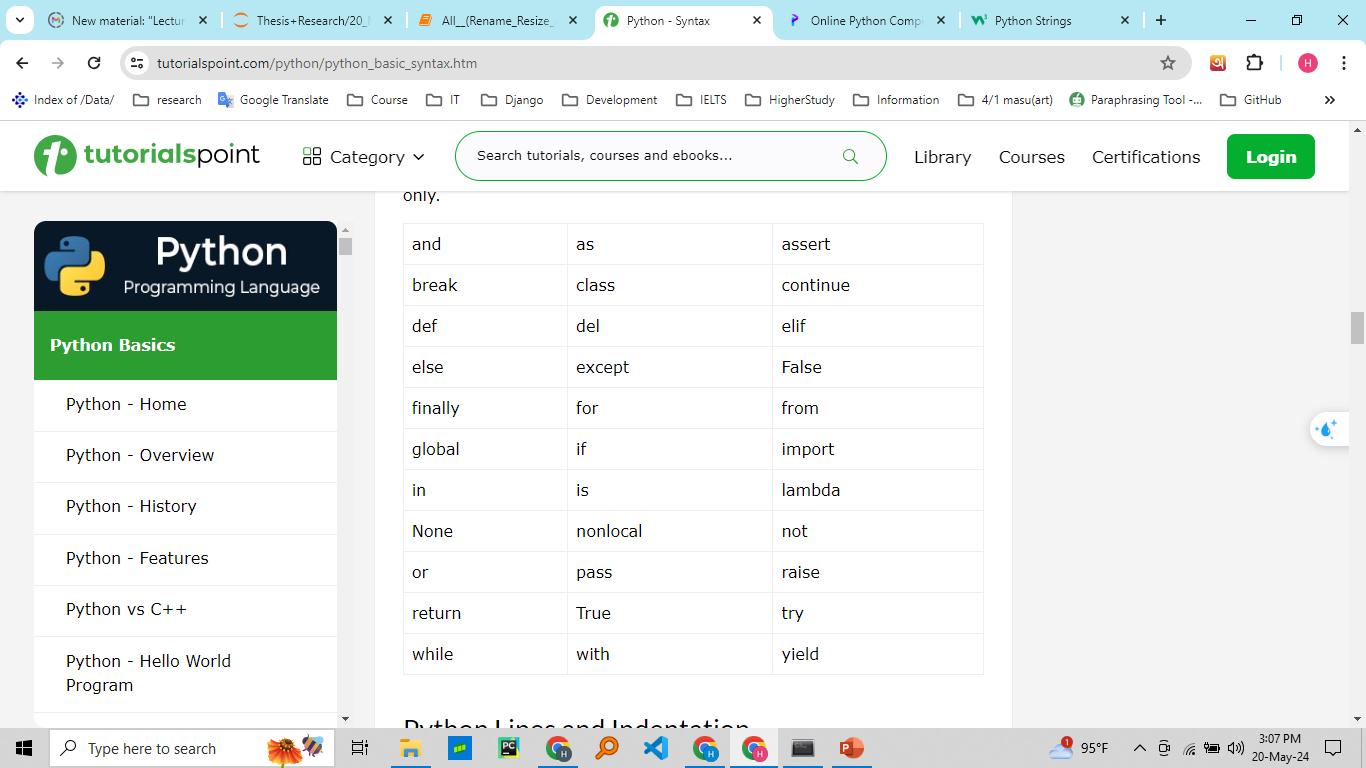 New material: "Lectur
Thesis+Research/20_
All__(Rename_Resize_
Python - Syntax
Online Python Comp
Python Strings
tutorialspoint.com/python/python_basic_syntax.htm
H
Index of /Data/
research
Google Translate
Course
IT
Django
Development
IELTS
HigherStudy
Information
4/1 masu(art)
Paraphrasing Tool -...
GitHub
tutorialspoint
Category
Search tutorials, courses and ebooks...
Library
Courses
Certifications
Login
only.
Python
Programming Language
Python Basics
Python - Home
Python - Overview
Python - History
Python - Features
Python vs C++
Python - Hello World
Program
and as assert
break class continue
def del elif
else except False
finally for from
global if import
in is lambda
None nonlocal not
or pass raise
return True try
while with yield
Python Lines and Indentation
Type here to search
95°F
3:07 PM
20-May-24